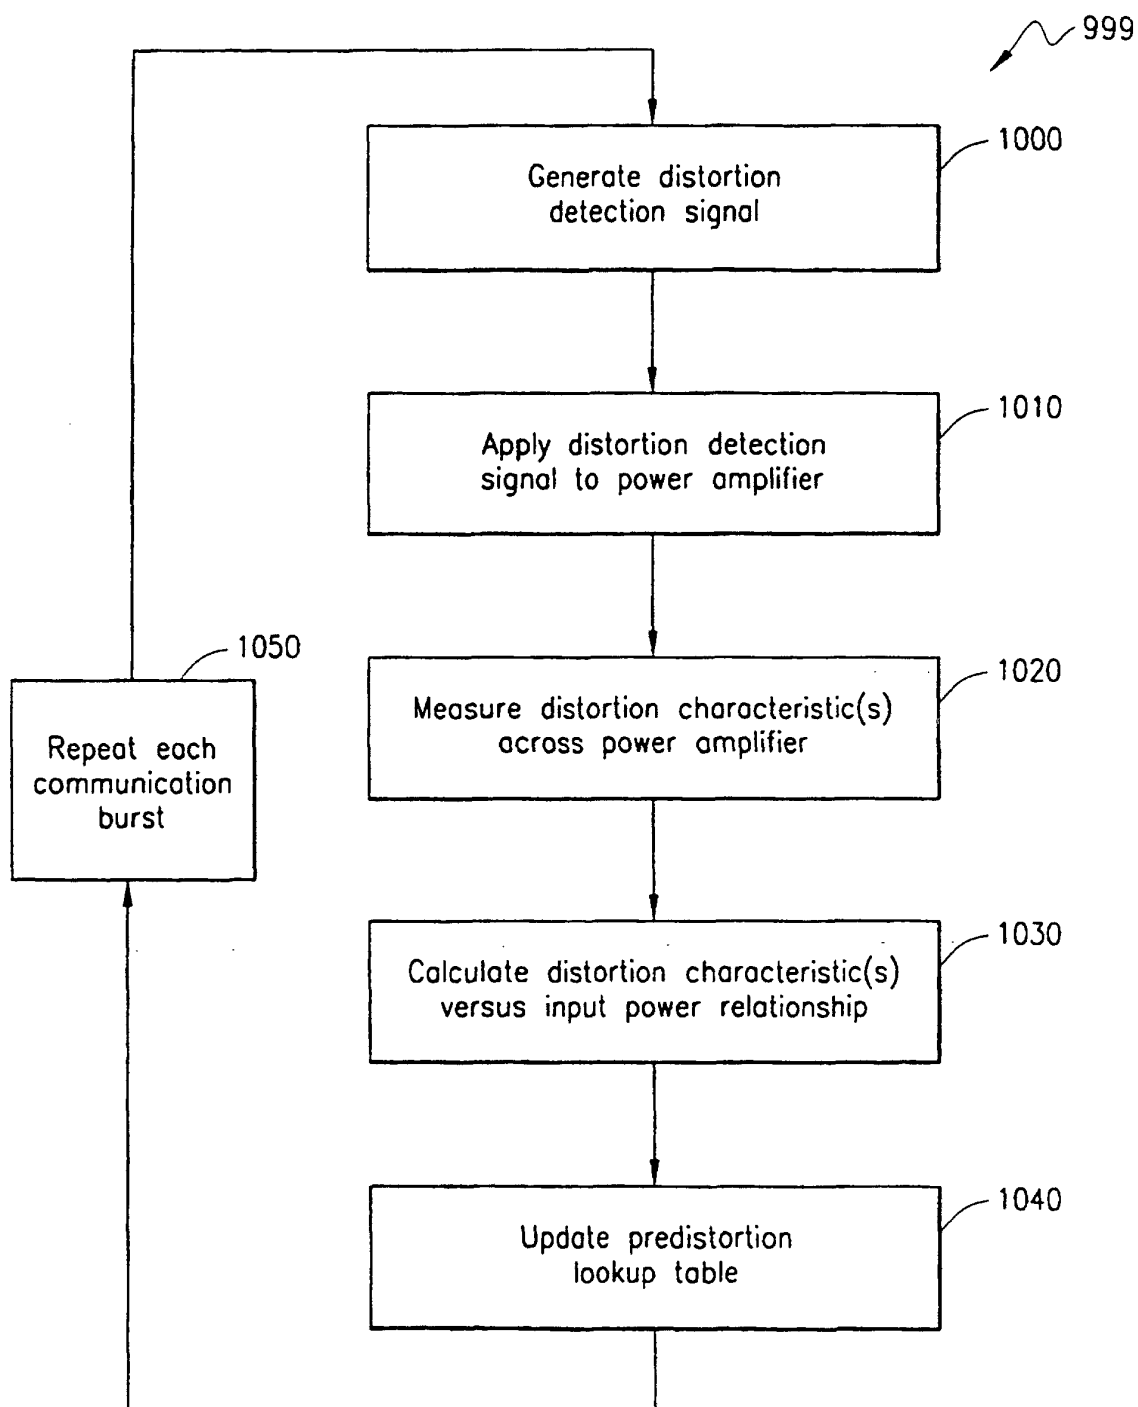 999
1000
Generate distortion
detection signal
1010
Apply distortion detection
signal to power amplifier
1050
Repeat each
communication
burst
1020
Measure distortion characteristic(s)
across power amplifier
1030
Calculate distortion characteristic(s)
versus input power relationship
1040
Update predistortion
lookup table